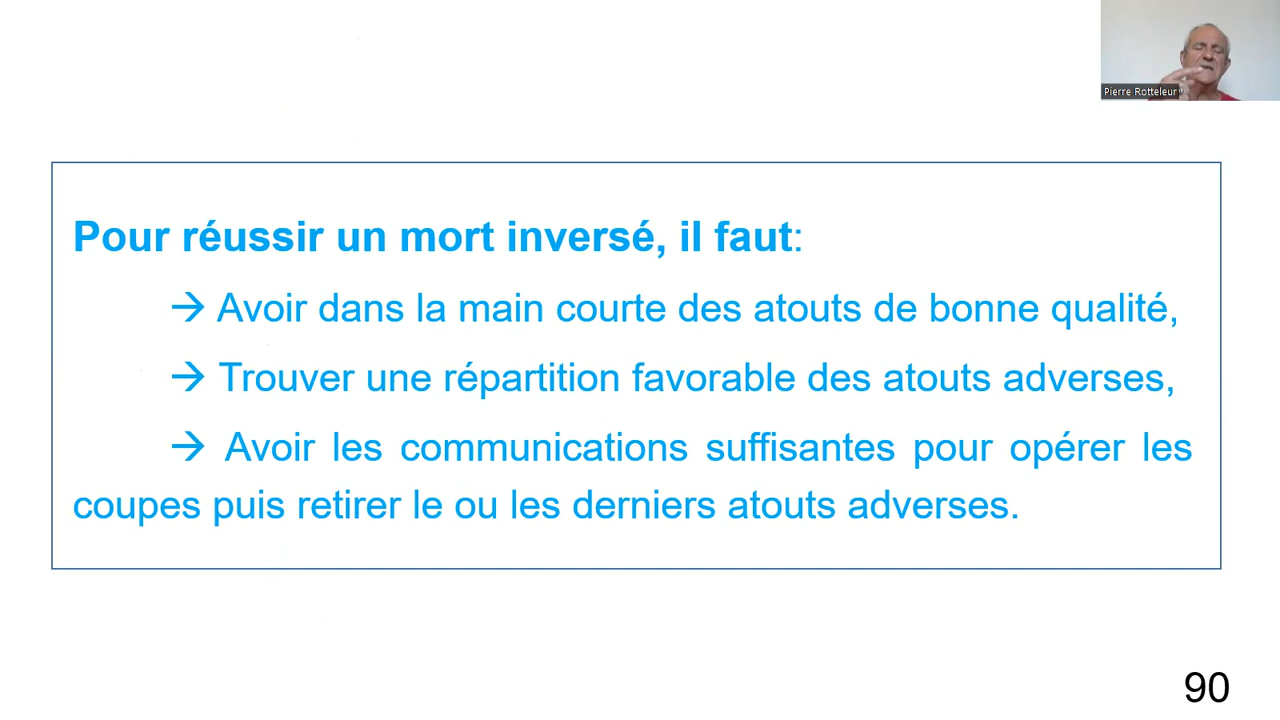 Pierre Rotteleur
Pour réussir un mort inversé, il faut:
→ Avoir dans la main courte des atouts de bonne qualité,
→ Trouver une répartition favorable des atouts adverses,
→ Avoir les communications suffisantes pour opérer les
coupes puis retirer le ou les derniers atouts adverses.
90